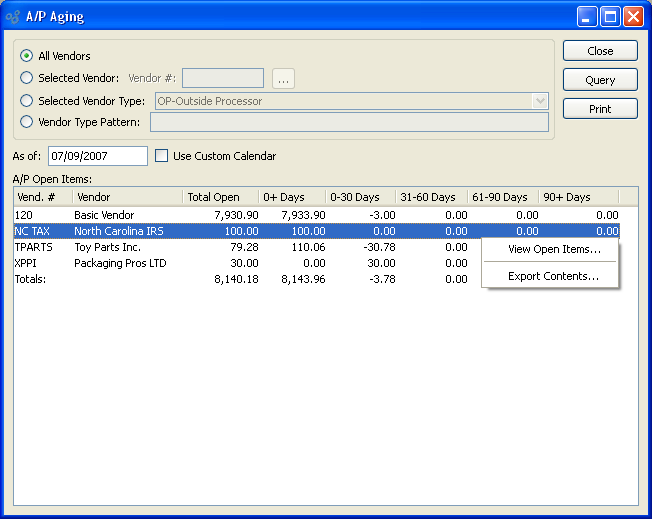 A/P Aging
All Vendors
Close
Selected Vendor: Vendor #: ...
Query
Selected Vendor Type: OP-Outside Processor
Print
Vendor Type Pattern:
As of: 07/09/2007 Use Custom Calendar
A/P Open Items:
Vend. # Vendor Total Open 0+ Days 0-30 Days 31-60 Days 61-90 Days 90+ Days
120 Basic Vendor 7,930.90 7,933.90 -3.00 0.00 0.00 0.00
NC TAX North Carolina IRS 100.00 100.00 0.00 0.00 0.00 0.00
TPARTS Toy Parts Inc. 79.28 110.06 -30.78 0.00
View Open Items...
XPPI Packaging Pros LTD 30.00 0.00 30.00 0.00
Export Contents...
Totals: 8,140.18 8,143.96 -3.78 0.00